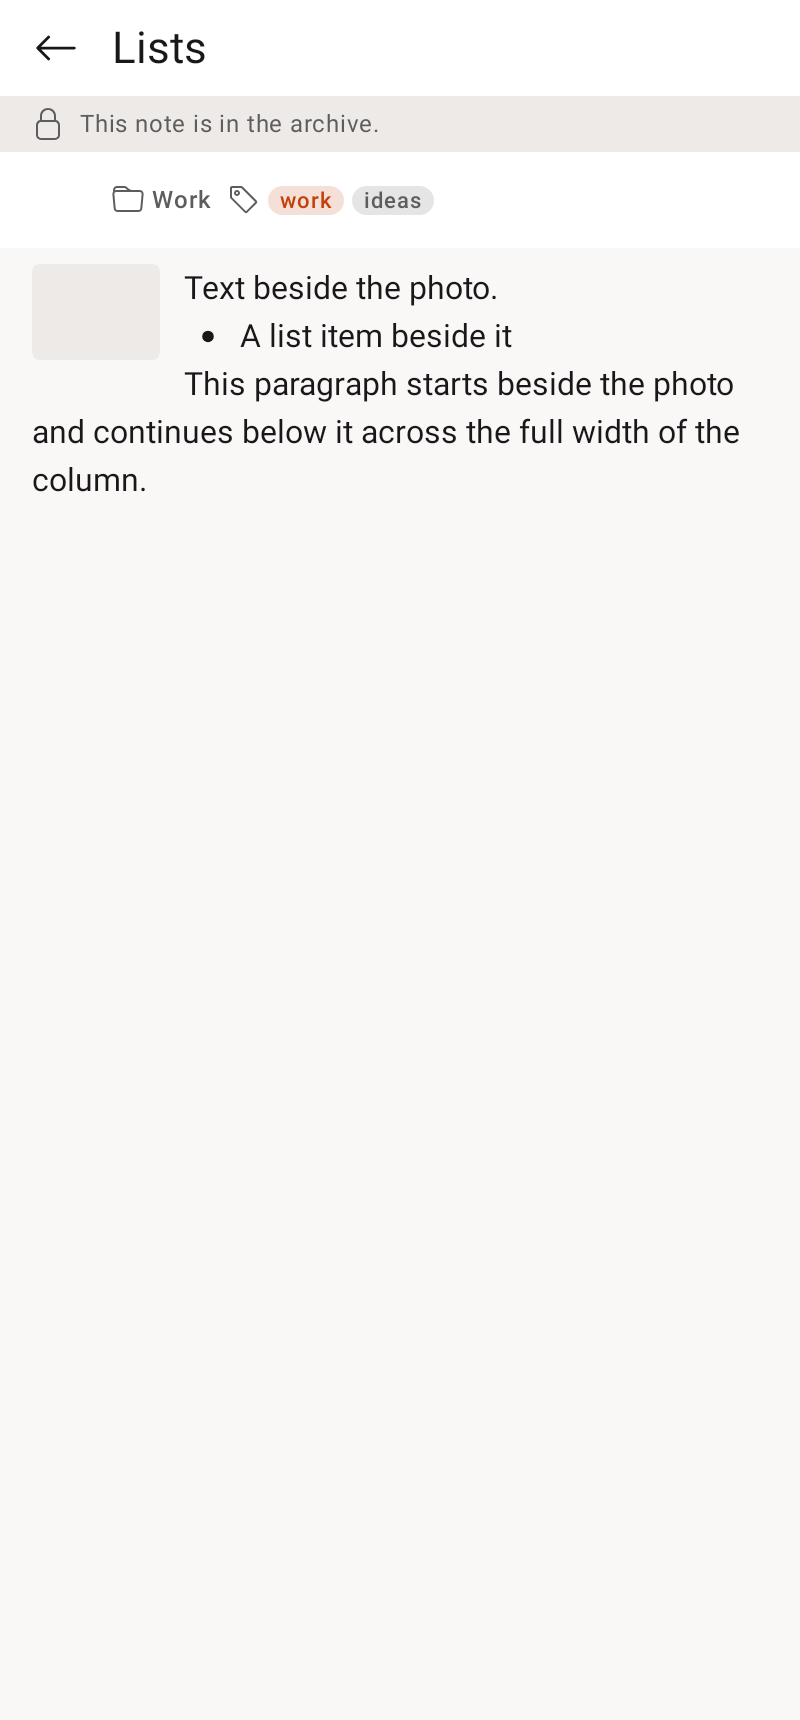 Lists
This note is in the archive.
Work work ideas
Text beside the photo.
• A list item beside it
This paragraph starts beside the photo
and continues below it across the full width of the
column.